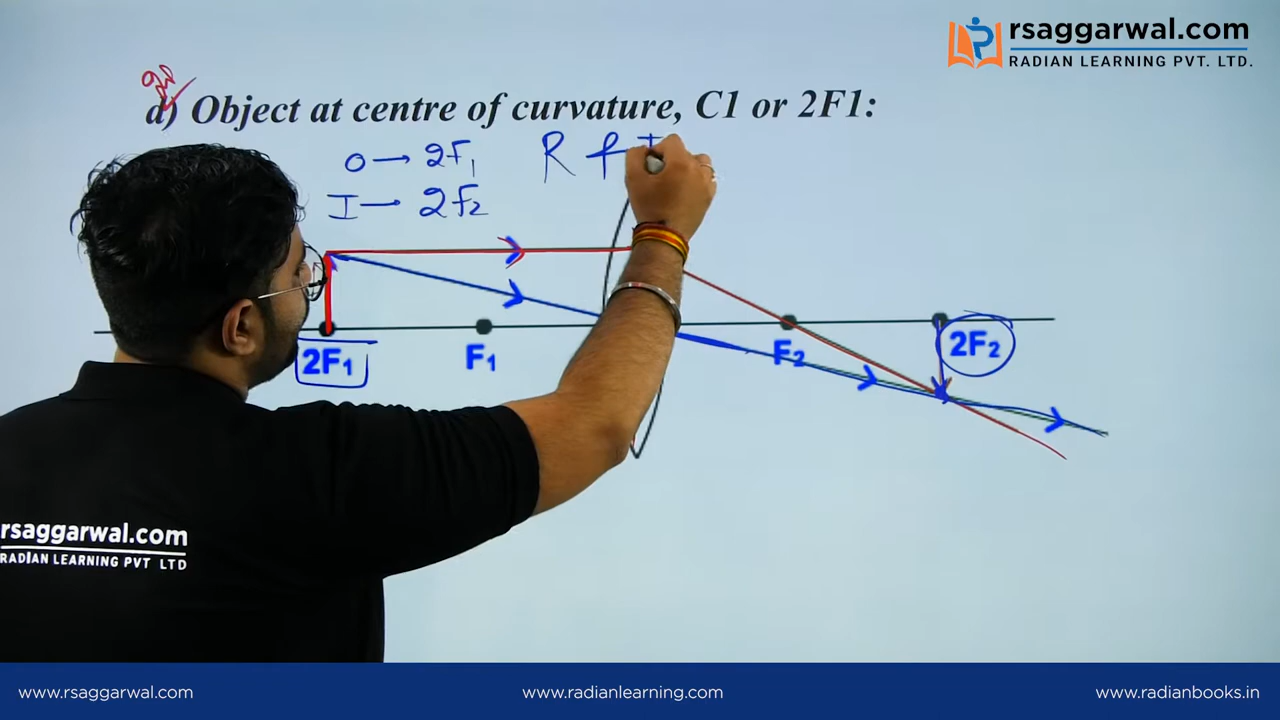 rsaggarwal.com
RADIAN LEARNING PVT. LTD.
d) Object at centre of curvature, C1 or 2F1:
O → 2F1 R & I
I → 2F2
2F1 F1 F2 2F2
rsaggarwal.com
RADIAN LEARNING PVT LTD
www.rsaggarwal.com www.radianlearning.com www.radianbooks.in